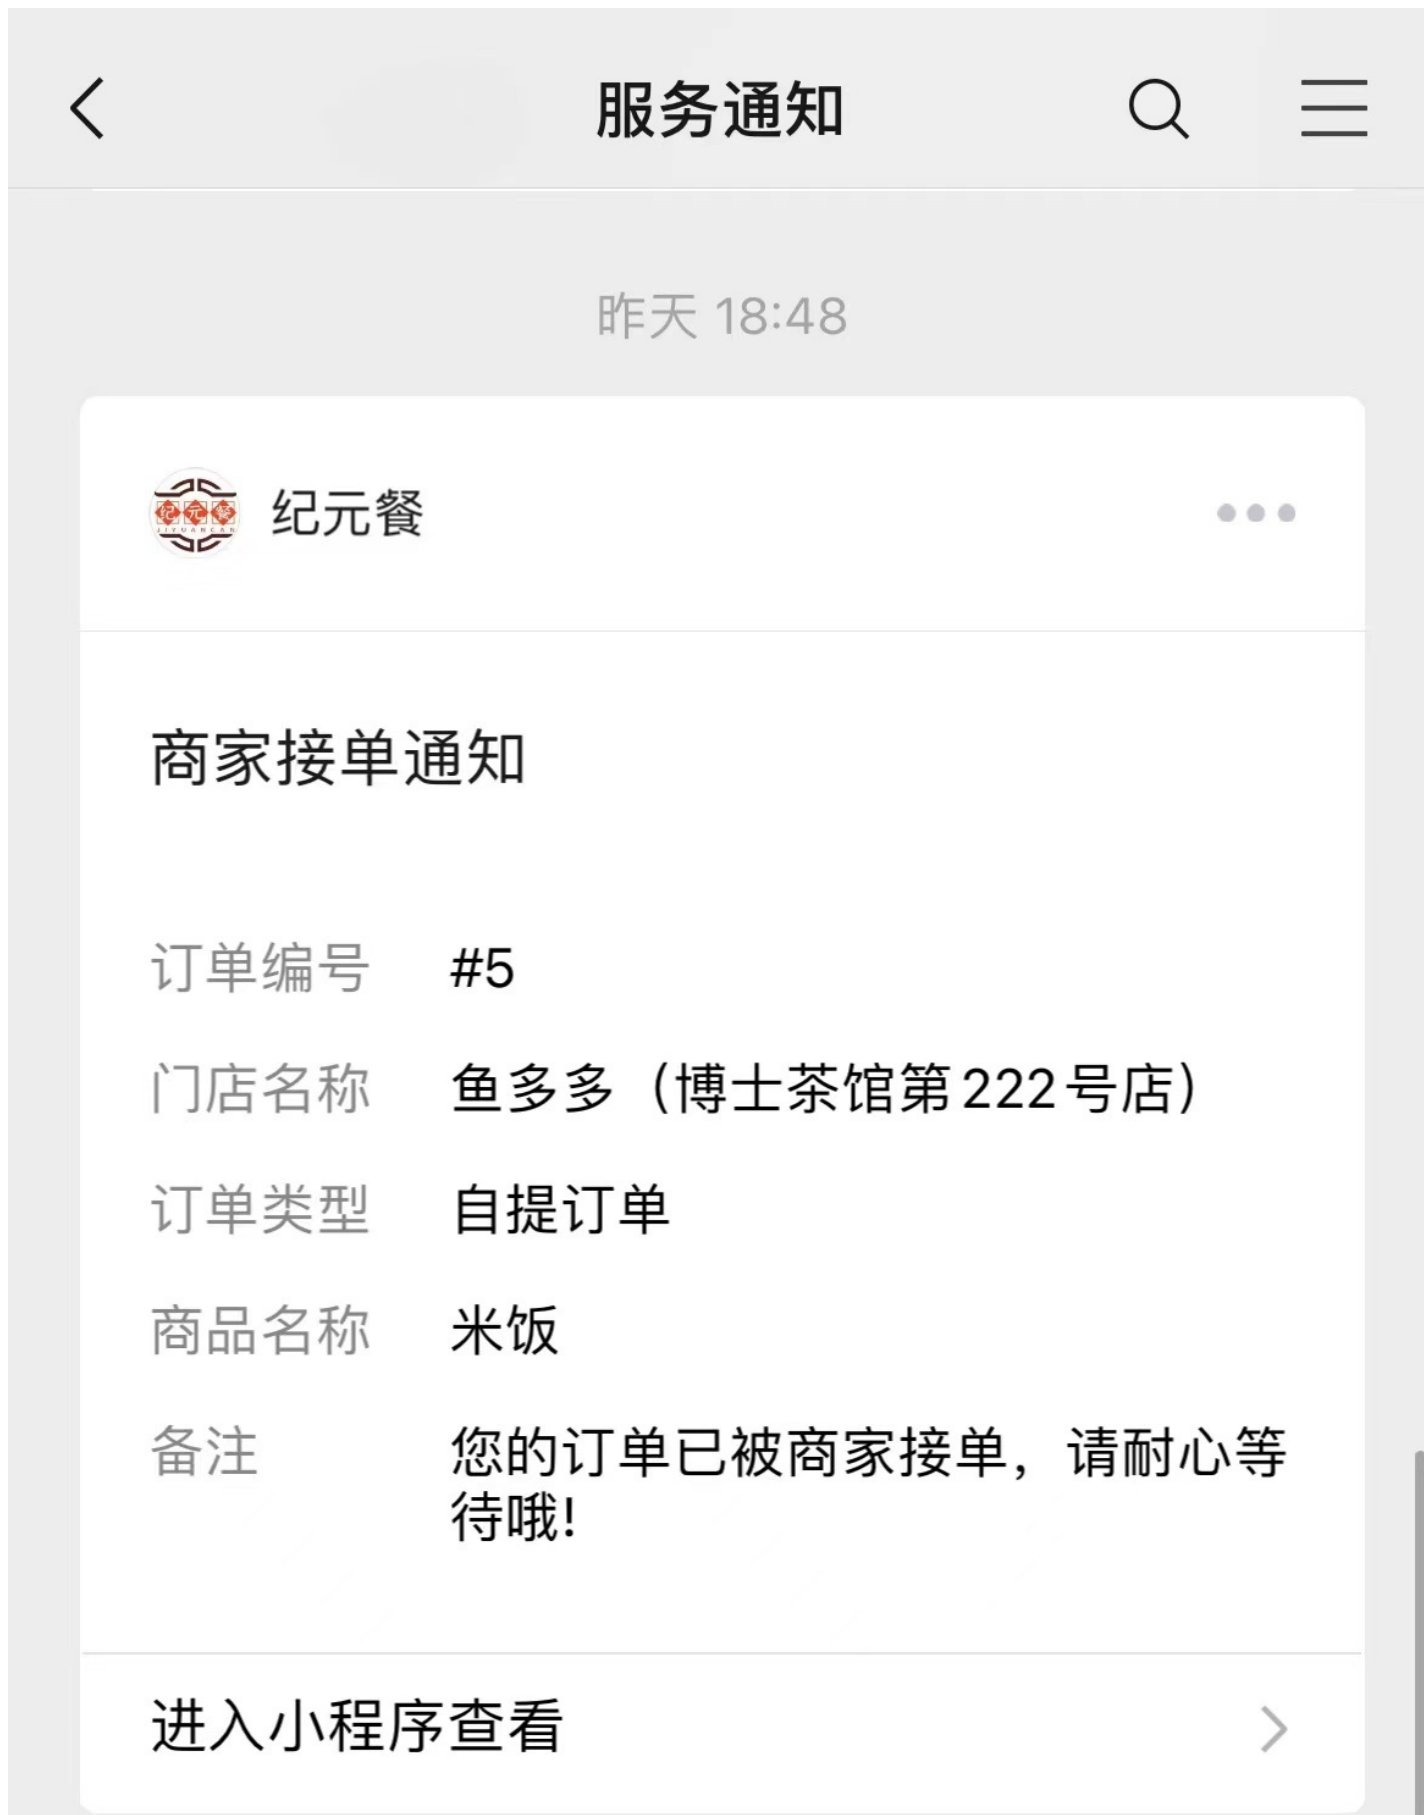 服务通知
昨天 18:48
纪元餐
JIYUANCAN
纪元餐
商家接单通知
订单编号 #5
门店名称 鱼多多（博士茶馆第222号店）
订单类型 自提订单
商品名称 米饭
备注 您的订单已被商家接单，请耐心等
待哦!
进入小程序查看